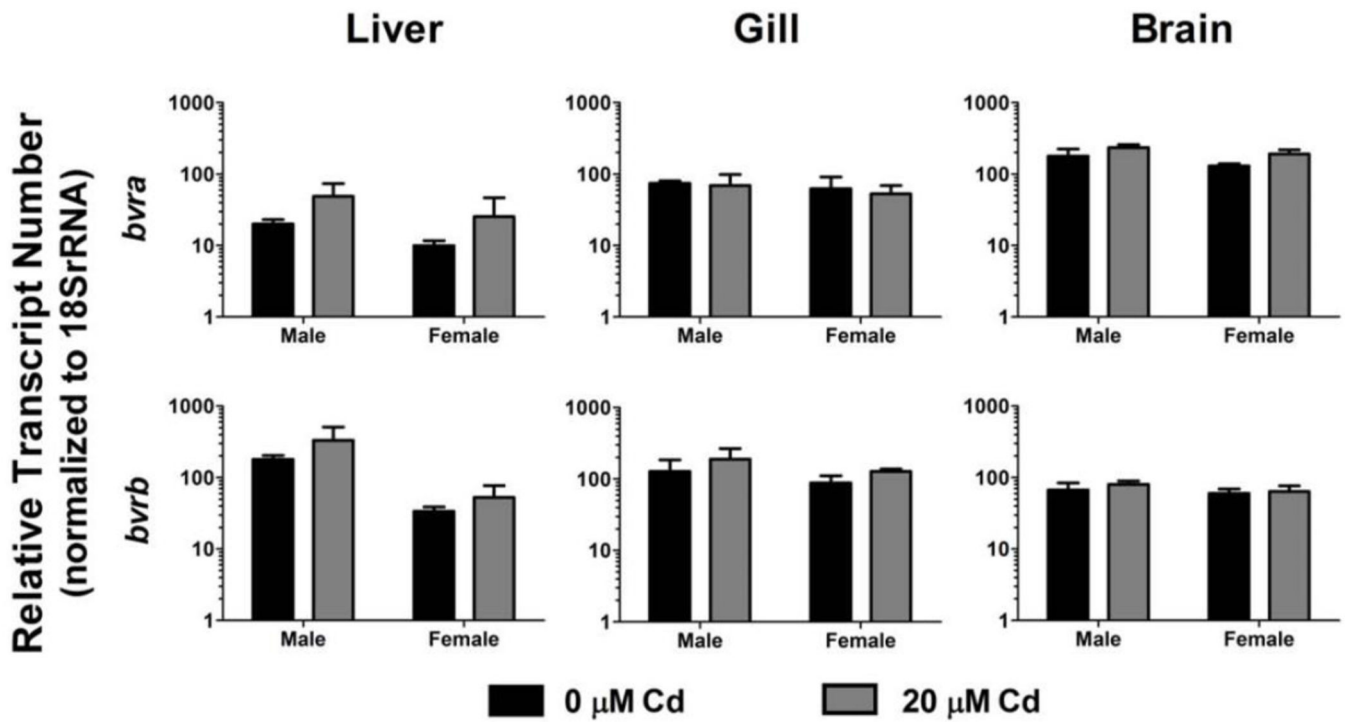 Liver Gill Brain
Relative Transcript Number
(normalized to 18SrRNA)
bvra
1000
100
10
1
Male Female
1000
100
10
1
Male Female
1000
100
10
1
Male Female
bvrb
1000
100
10
1
Male Female
1000
100
10
1
Male Female
1000
100
10
1
Male Female
0 μM Cd 20 μM Cd